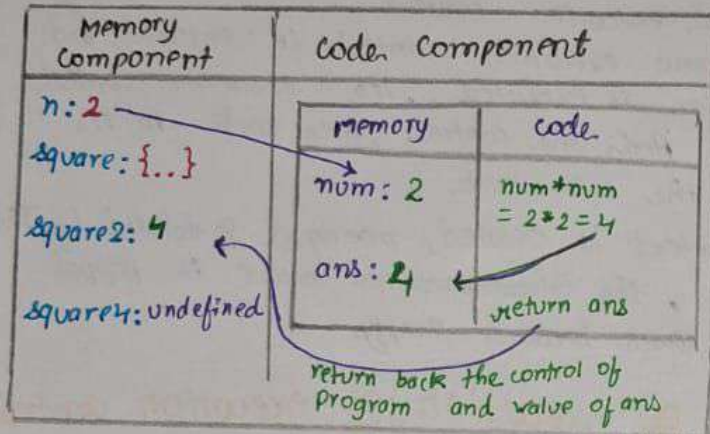 Memory Component
code Component
n: 2
square: {..}
square2: 4
square4: undefined
memory
code
num: 2
num*num
= 2*2 = 4
ans: 4
return ans
return back the control of
Program and value of ans